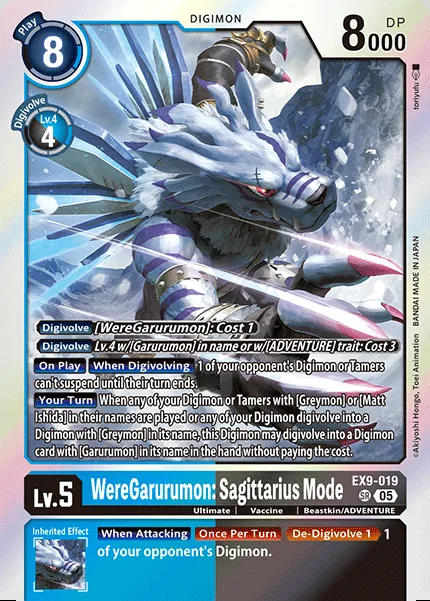 DIGIMON
Play
8
8000
DP
Digivolve
Lv.4
4
toriyufu
©Akiyoshi Hongo, Toei Animation BANDAI MADE IN JAPAN
Digivolve [WereGarurumon]: Cost 1
Digivolve Lv.4 w/[Garurumon] in name or w/[ADVENTURE] trait: Cost 3
On Play When Digivolving 1 of your opponent's Digimon or Tamers
can't suspend until their turn ends.
Your Turn When any of your Digimon or Tamers with [Greymon] or [Matt
Ishida] in their names are played or any of your Digimon digivolve into a
Digimon with [Greymon] in its name, this Digimon may digivolve into a Digimon
card with [Garurumon] in its name in the hand without paying the cost.
Lv.5
WereGarurumon: Sagittarius Mode
EX9-019
SR 05
Ultimate | Vaccine | Beastkin/ADVENTURE
Inherited Effect
When Attacking Once Per Turn De-Digivolve 1 1
of your opponent's Digimon.